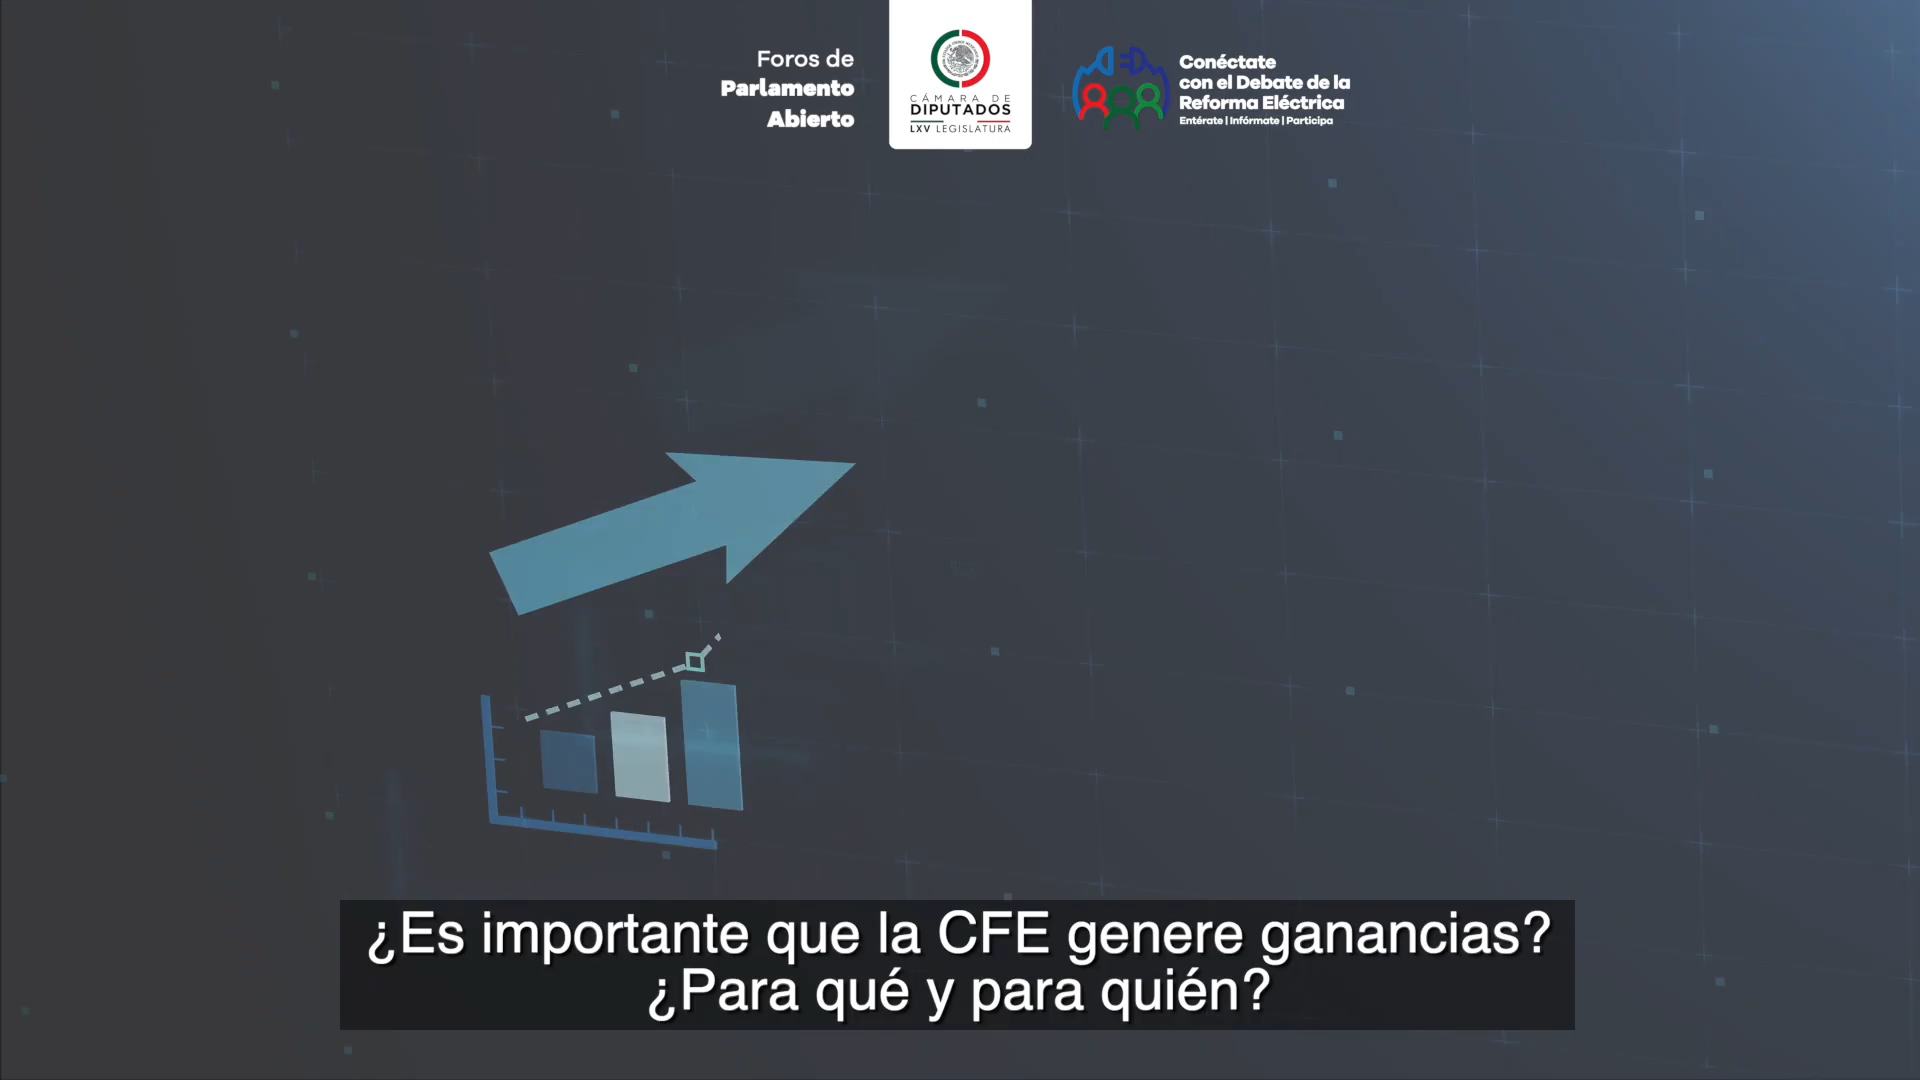 Foros de
Parlamento
Abierto
CÁMARA DE
DIPUTADOS
LXV LEGISLATURA
Conéctate
con el Debate de la
Reforma Eléctrica
Entérate | Infórmate | Participa
¿Es importante que la CFE genere ganancias?
¿Para qué y para quién?